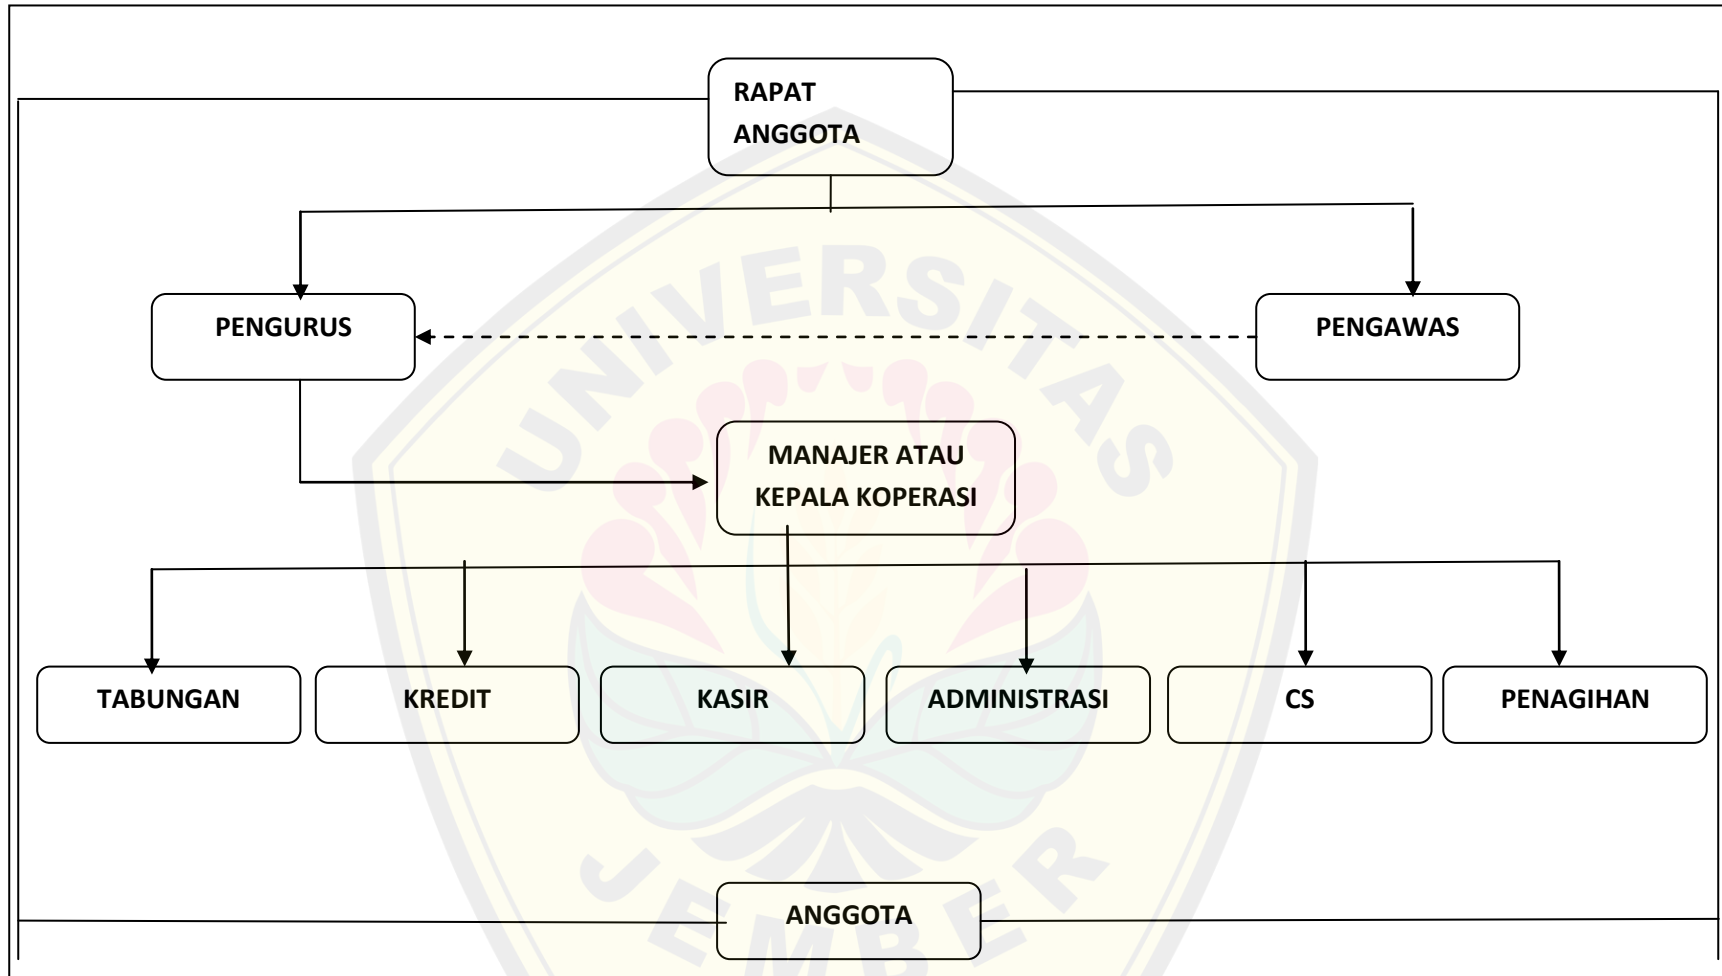 RAPAT
ANGGOTA
PENGURUS
PENGAWAS
MANAJER ATAU
KEPALA KOPERASI
TABUNGAN
KREDIT
KASIR
ADMINISTRASI
CS
PENAGIHAN
ANGGOTA
UNIVERSITAS
JEMBER